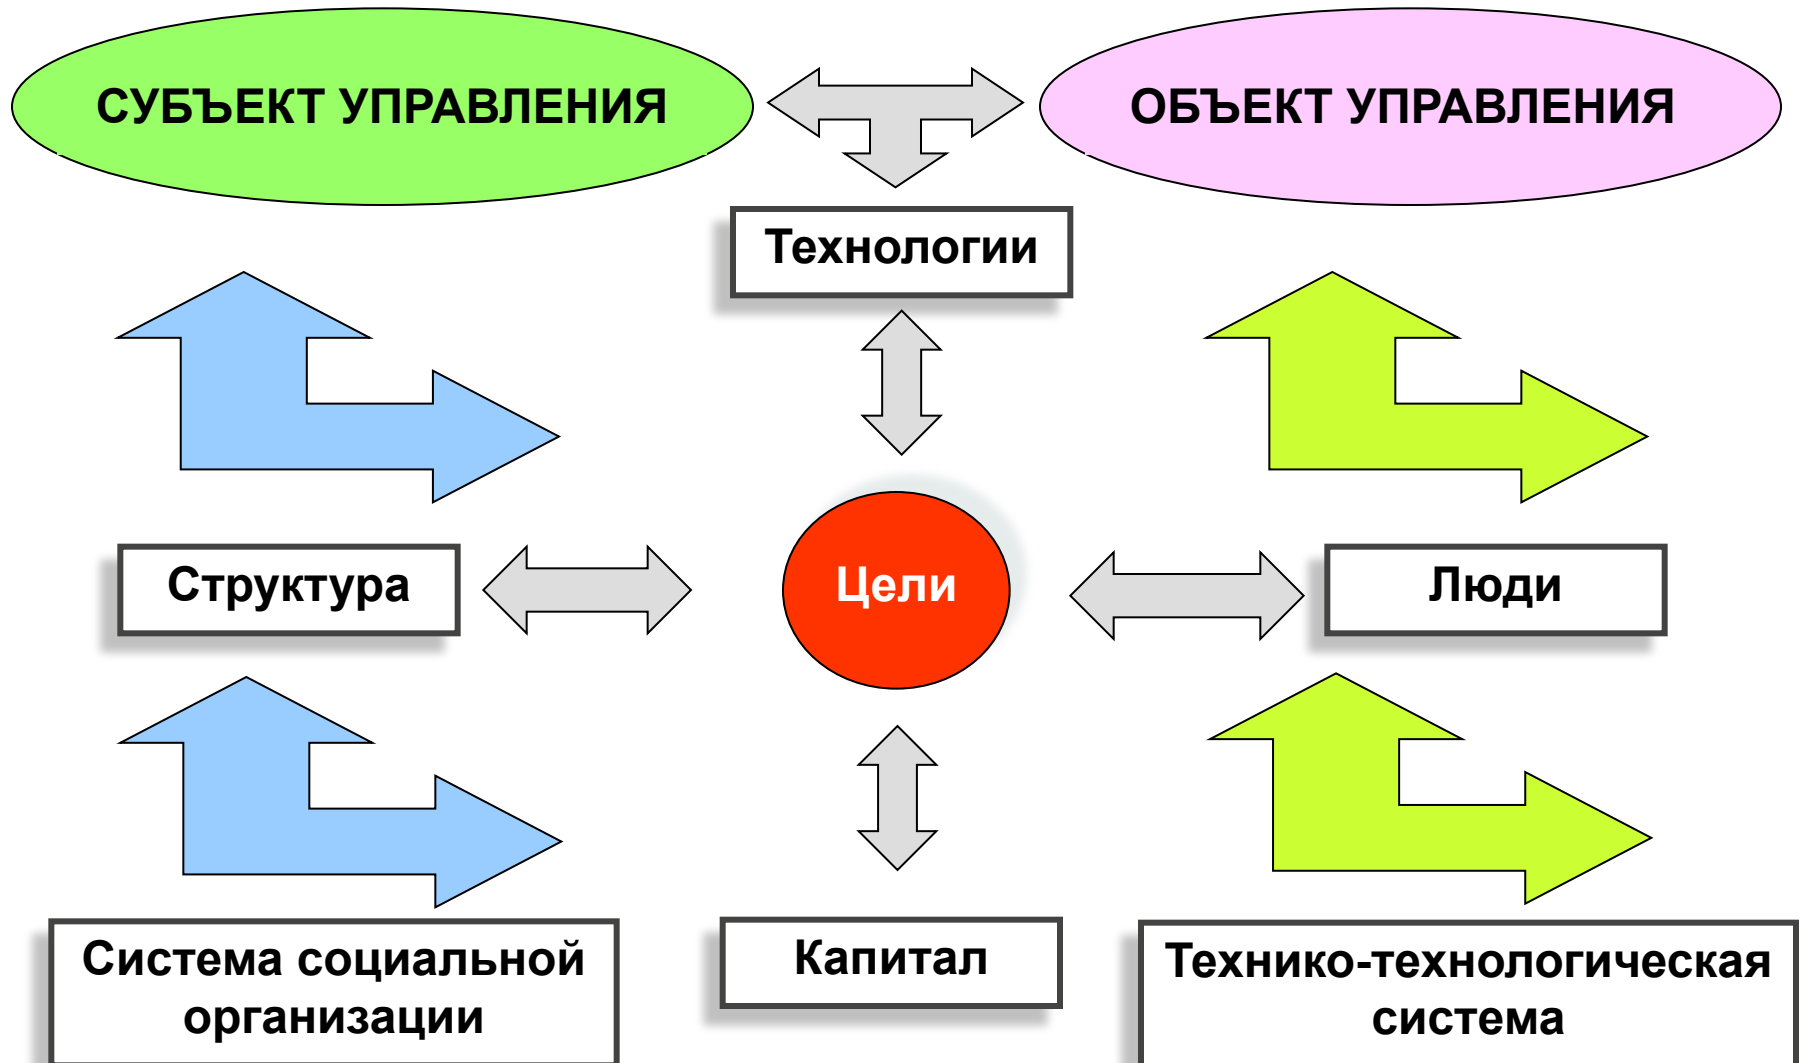 СУБЪЕКТ УПРАВЛЕНИЯ
ОБЪЕКТ УПРАВЛЕНИЯ
Технологии
Структура
Цели
Люди
Система социальной
организации
Капитал
Технико-технологическая
система